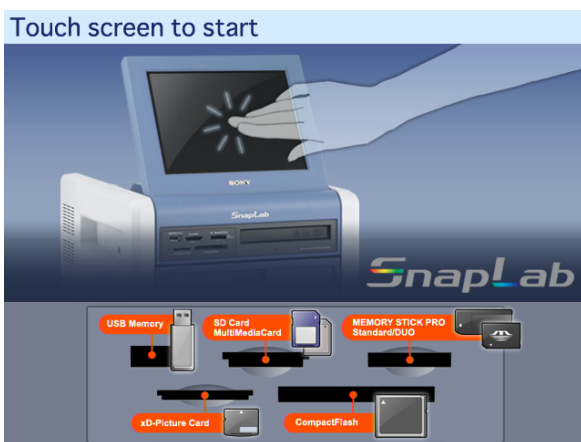 Touch screen to start
SONY
SnapLab
SnapLab
USB Memory
SD Card
MultiMediaCard
MEMORY STICK PRO
Standard/DUO
xD-Picture Card
CompactFlash